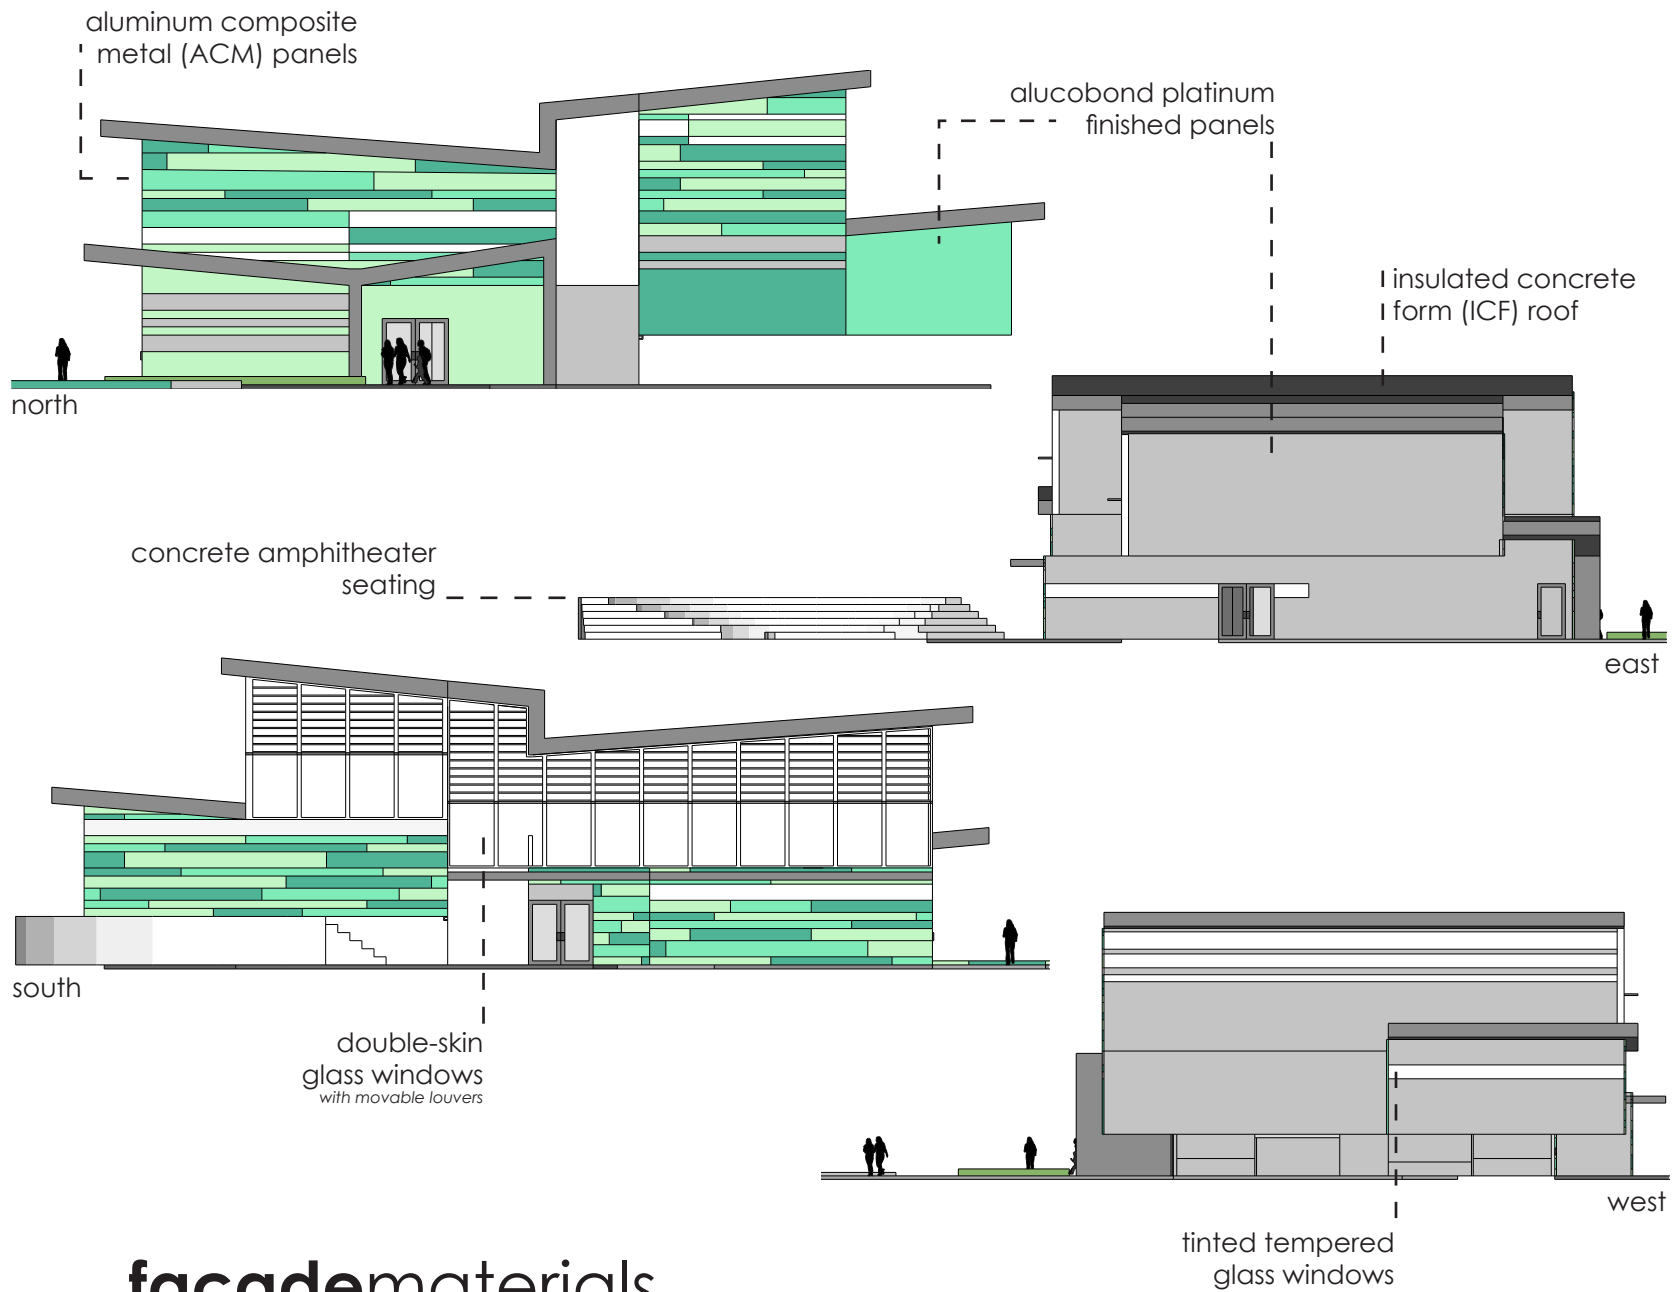 aluminum composite
metal (ACM) panels
alucobond platinum
finished panels
insulated concrete
form (ICF) roof
north
concrete amphitheater
seating
east
south
double-skin
glass windows
with movable louvers
west
tinted tempered
glass windows
facadematerials